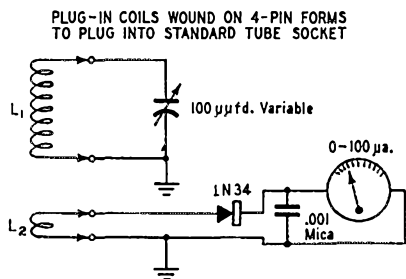 PLUG-IN COILS WOUND ON 4-PIN FORMS
TO PLUG INTO STANDARD TUBE SOCKET
L1
100 µµfd. Variable
0-100 µa.
1N34
L2
.001
Mica